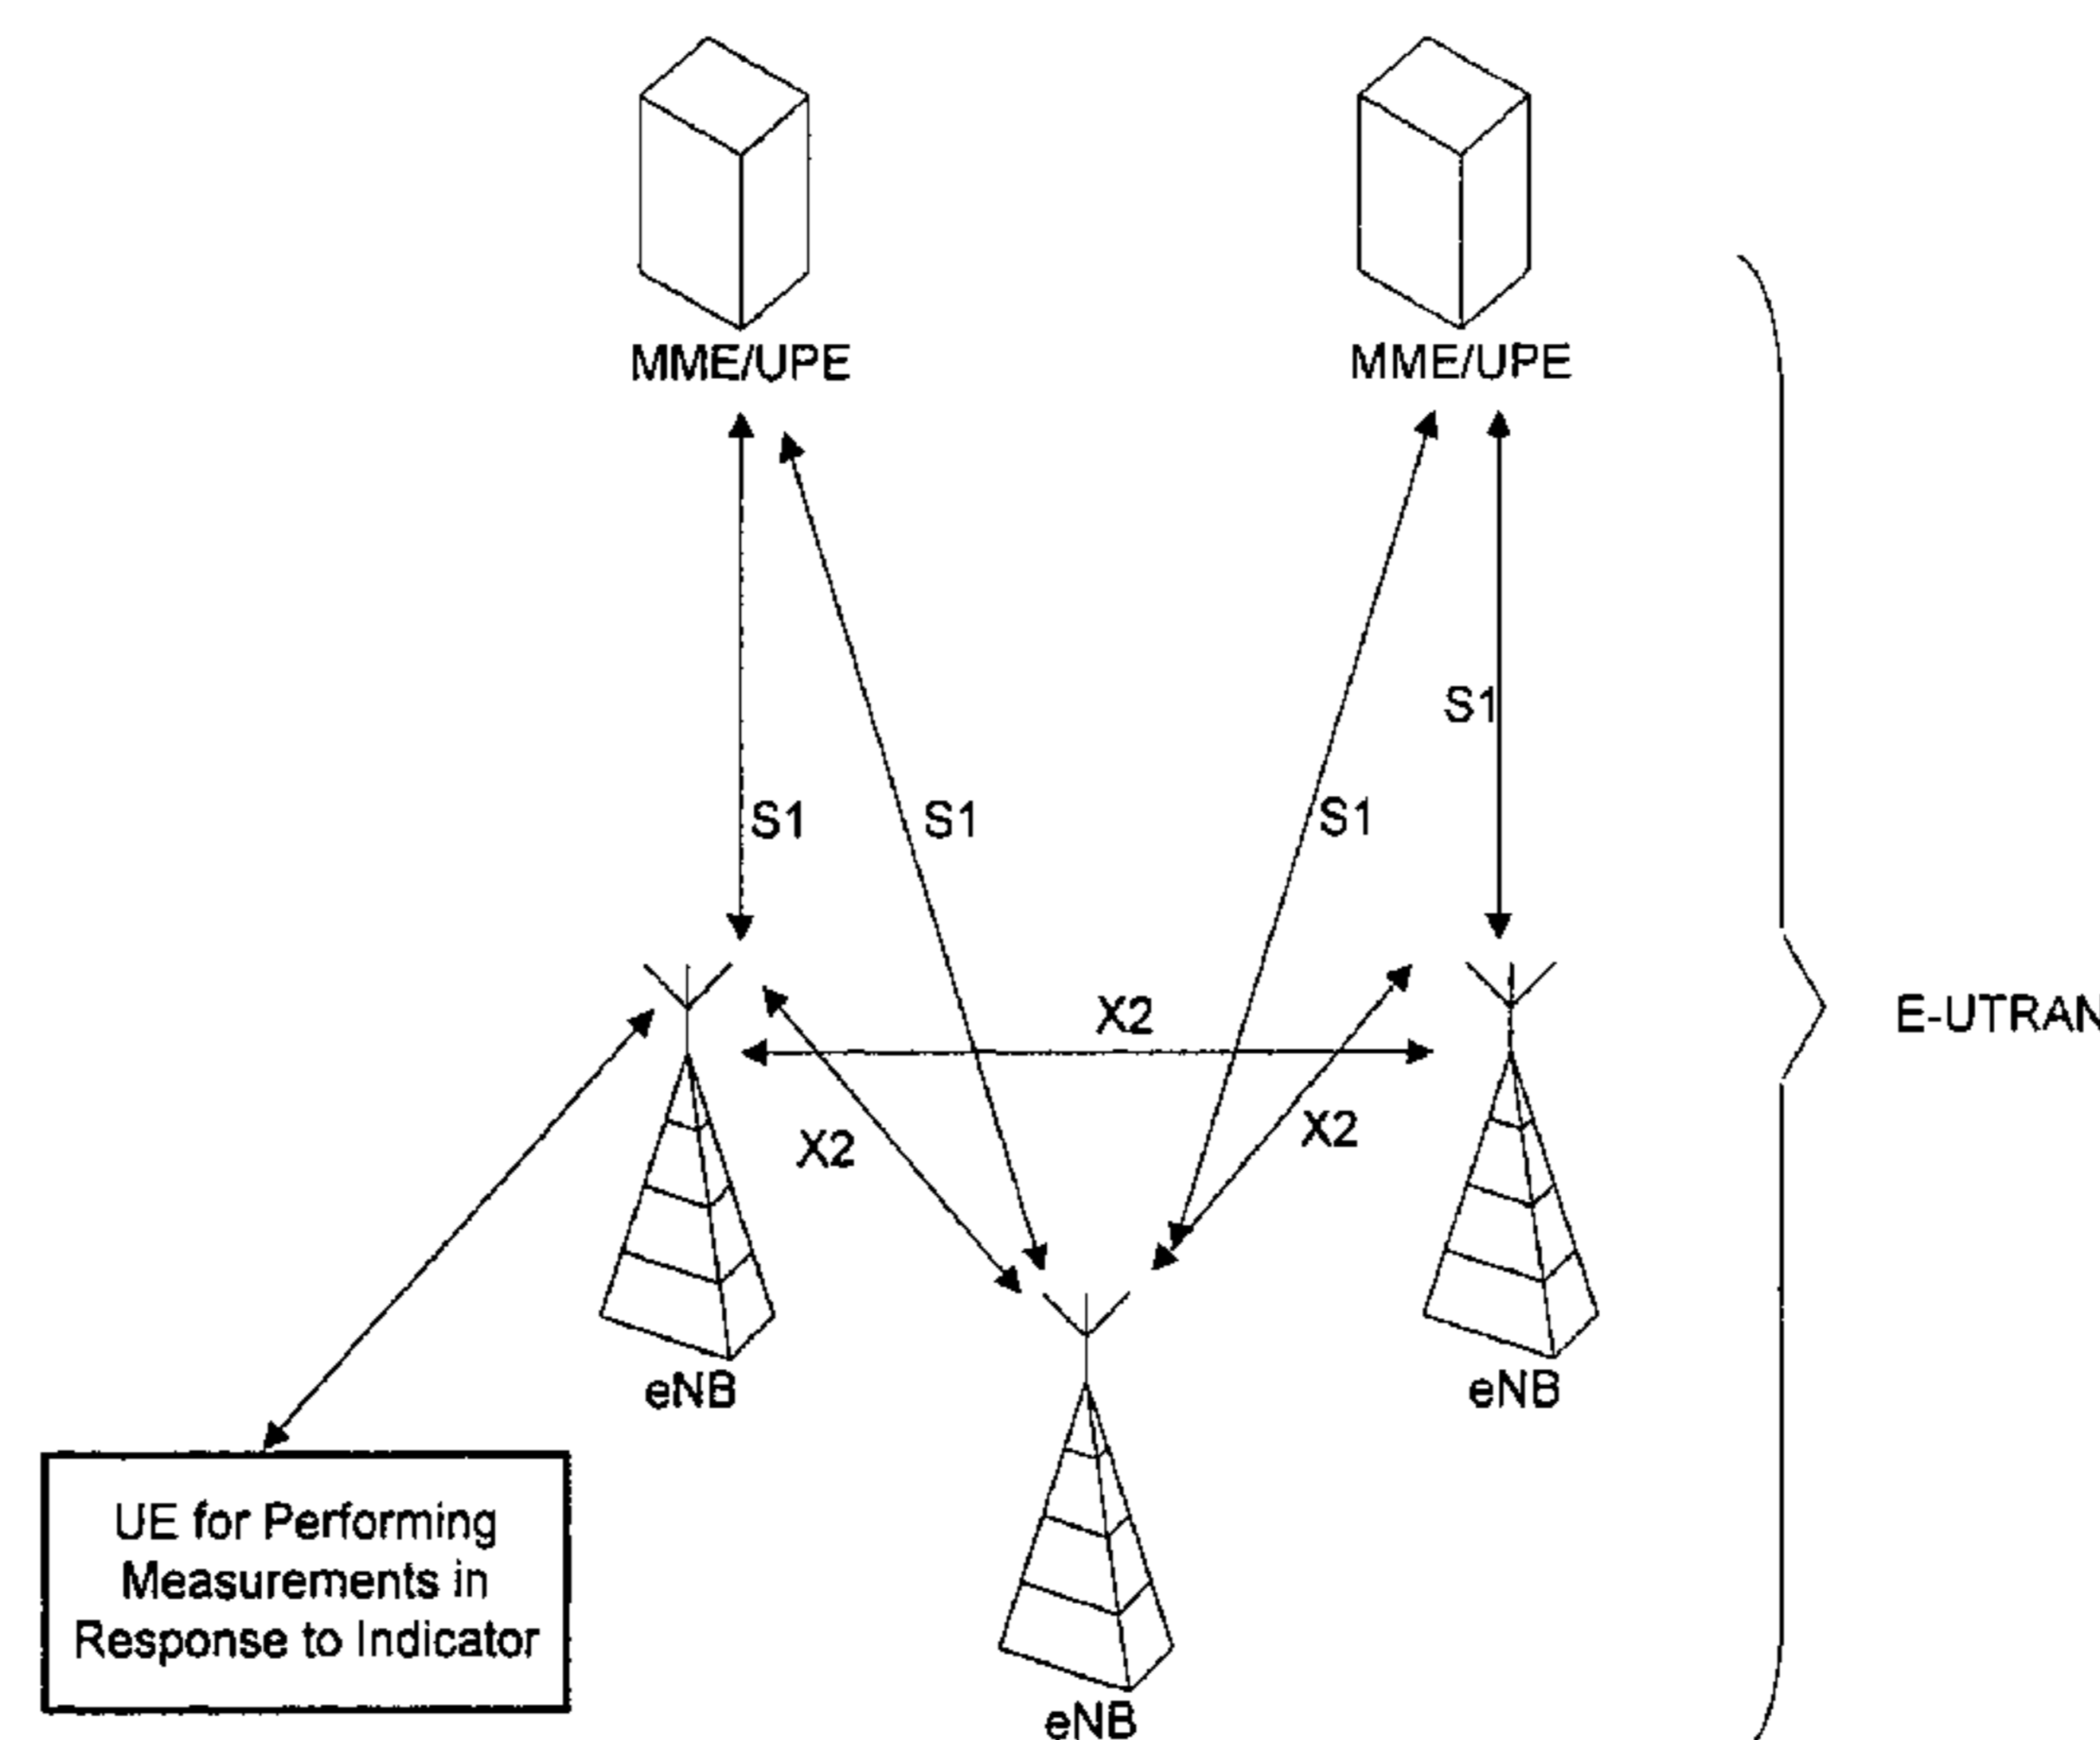 MME/UPE
MME/UPE
S1
S1
S1
S1
X2
X2
X2
E-UTRAN
eNB
eNB
eNB
UE for Performing
Measurements in
Response to Indicator